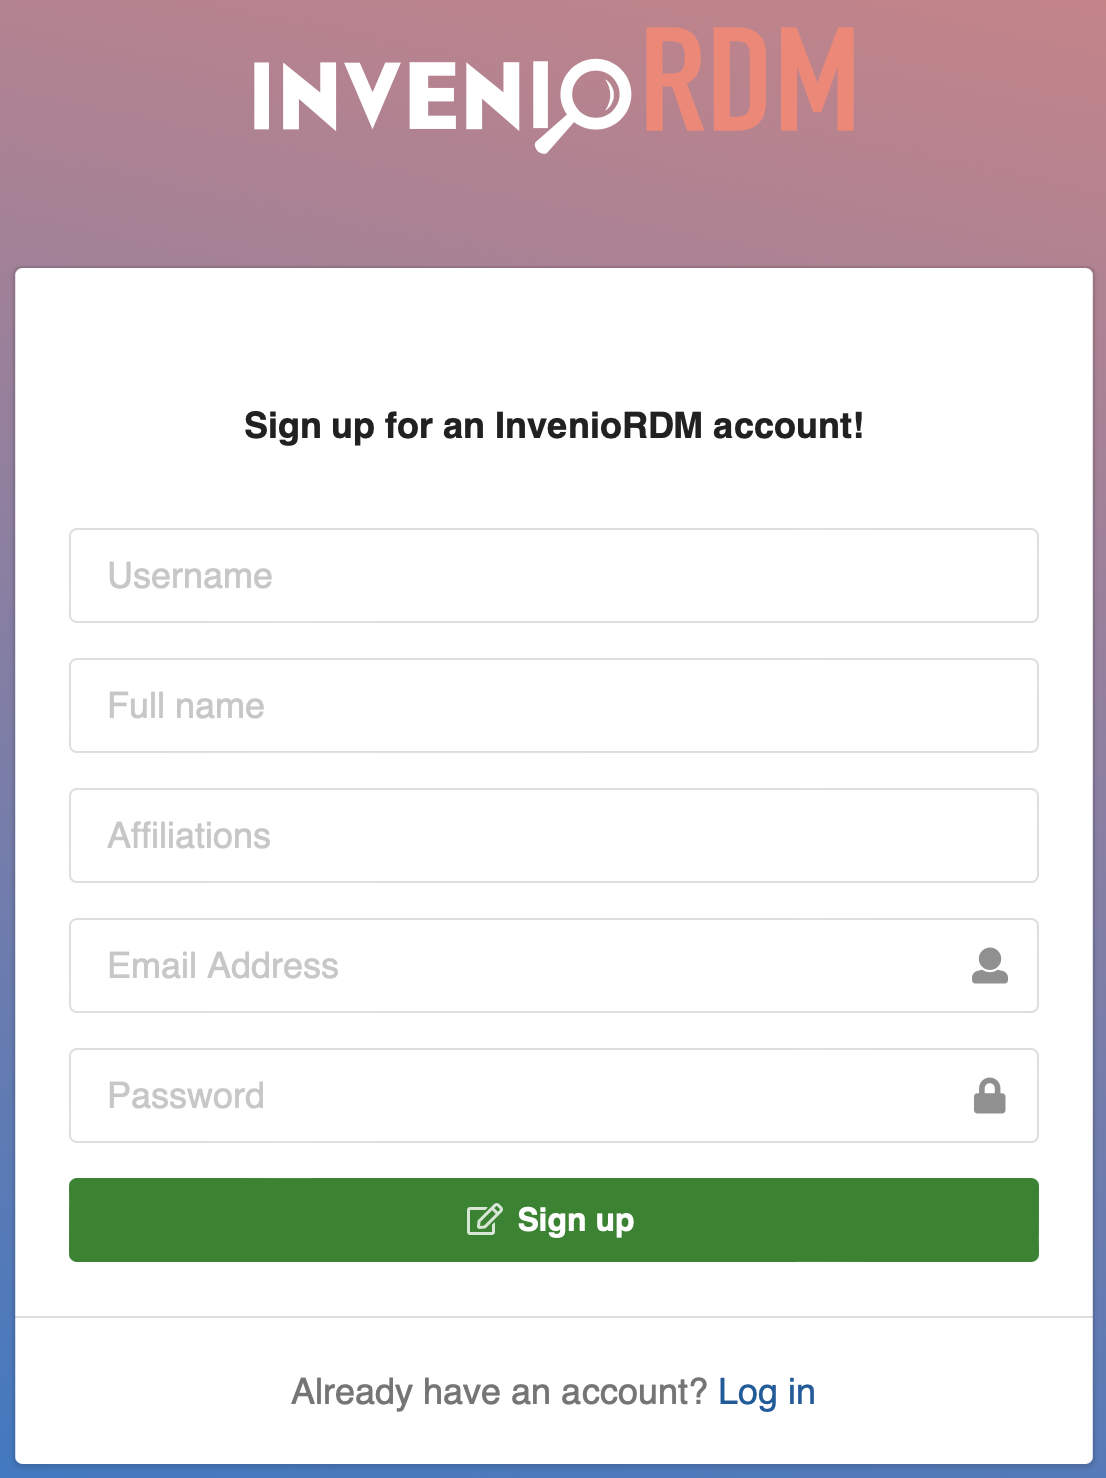 INVENIORDM
Sign up for an InvenioRDM account!
Username
Full name
Affiliations
Email Address
Password
Sign up
Already have an account? Log in